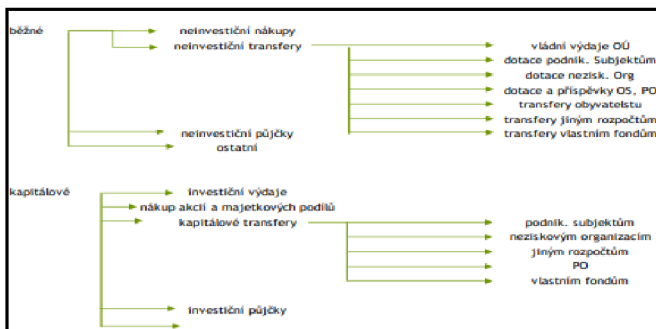 běžné
neinvestiční nákupy
neinvestiční transfery
vládní výdaje OÚ
dotace podnik. Subjektům
dotace nezisk. Org
dotace a příspěvky OS, PO
transfery obyvatelstu
transfery jiným rozpočtům
transfery vlastním fondům
neinvestiční půjčky
ostatní
kapitálové
investiční výdaje
nákup akcií a majetkových podílů
kapitálové transfery
podnik. subjektům
neziskovým organizacím
jiným rozpočtům
PO
vlastním fondům
investiční půjčky